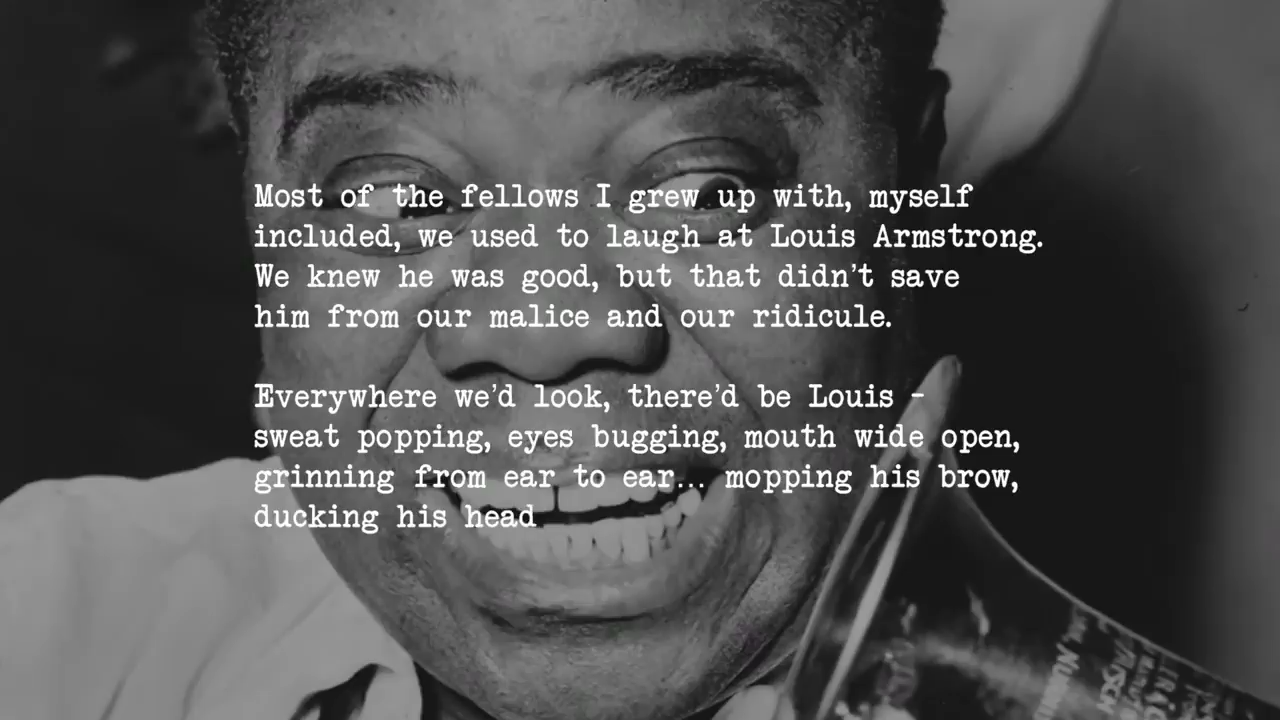 Most of the fellows I grew up with, myself
included, we used to laugh at Louis Armstrong.
We knew he was good, but that didn't save
him from our malice and our ridicule.
Everywhere we'd look, there'd be Louis -
sweat popping, eyes bugging, mouth wide open,
grinning from ear to ear... mopping his brow,
ducking his head